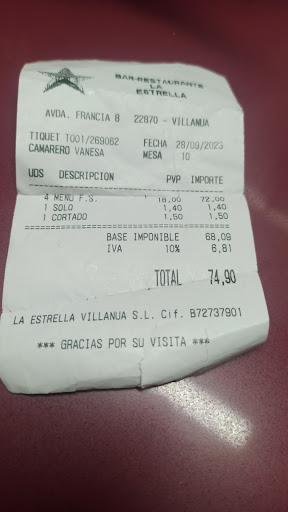 BAR-RESTAURANTE
LA
ESTRELLA
AVDA. FRANCIA 8 22870 - VILLANUA
TIQUET T001/269062 FECHA 28/09/2023
CAMARERO VANESA MESA 10
UDS DESCRIPCION PVP IMPORTE
4 MENU F.S. 18,00 72,00
1 SOLO 1,40 1,40
1 CORTADO 1,50 1,50
BASE IMPONIBLE 68,09
IVA 10% 6,81
TOTAL 74,90
LA ESTRELLA VILLANUA S.L. Cif. B72737901
*** GRACIAS POR SU VISITA ***